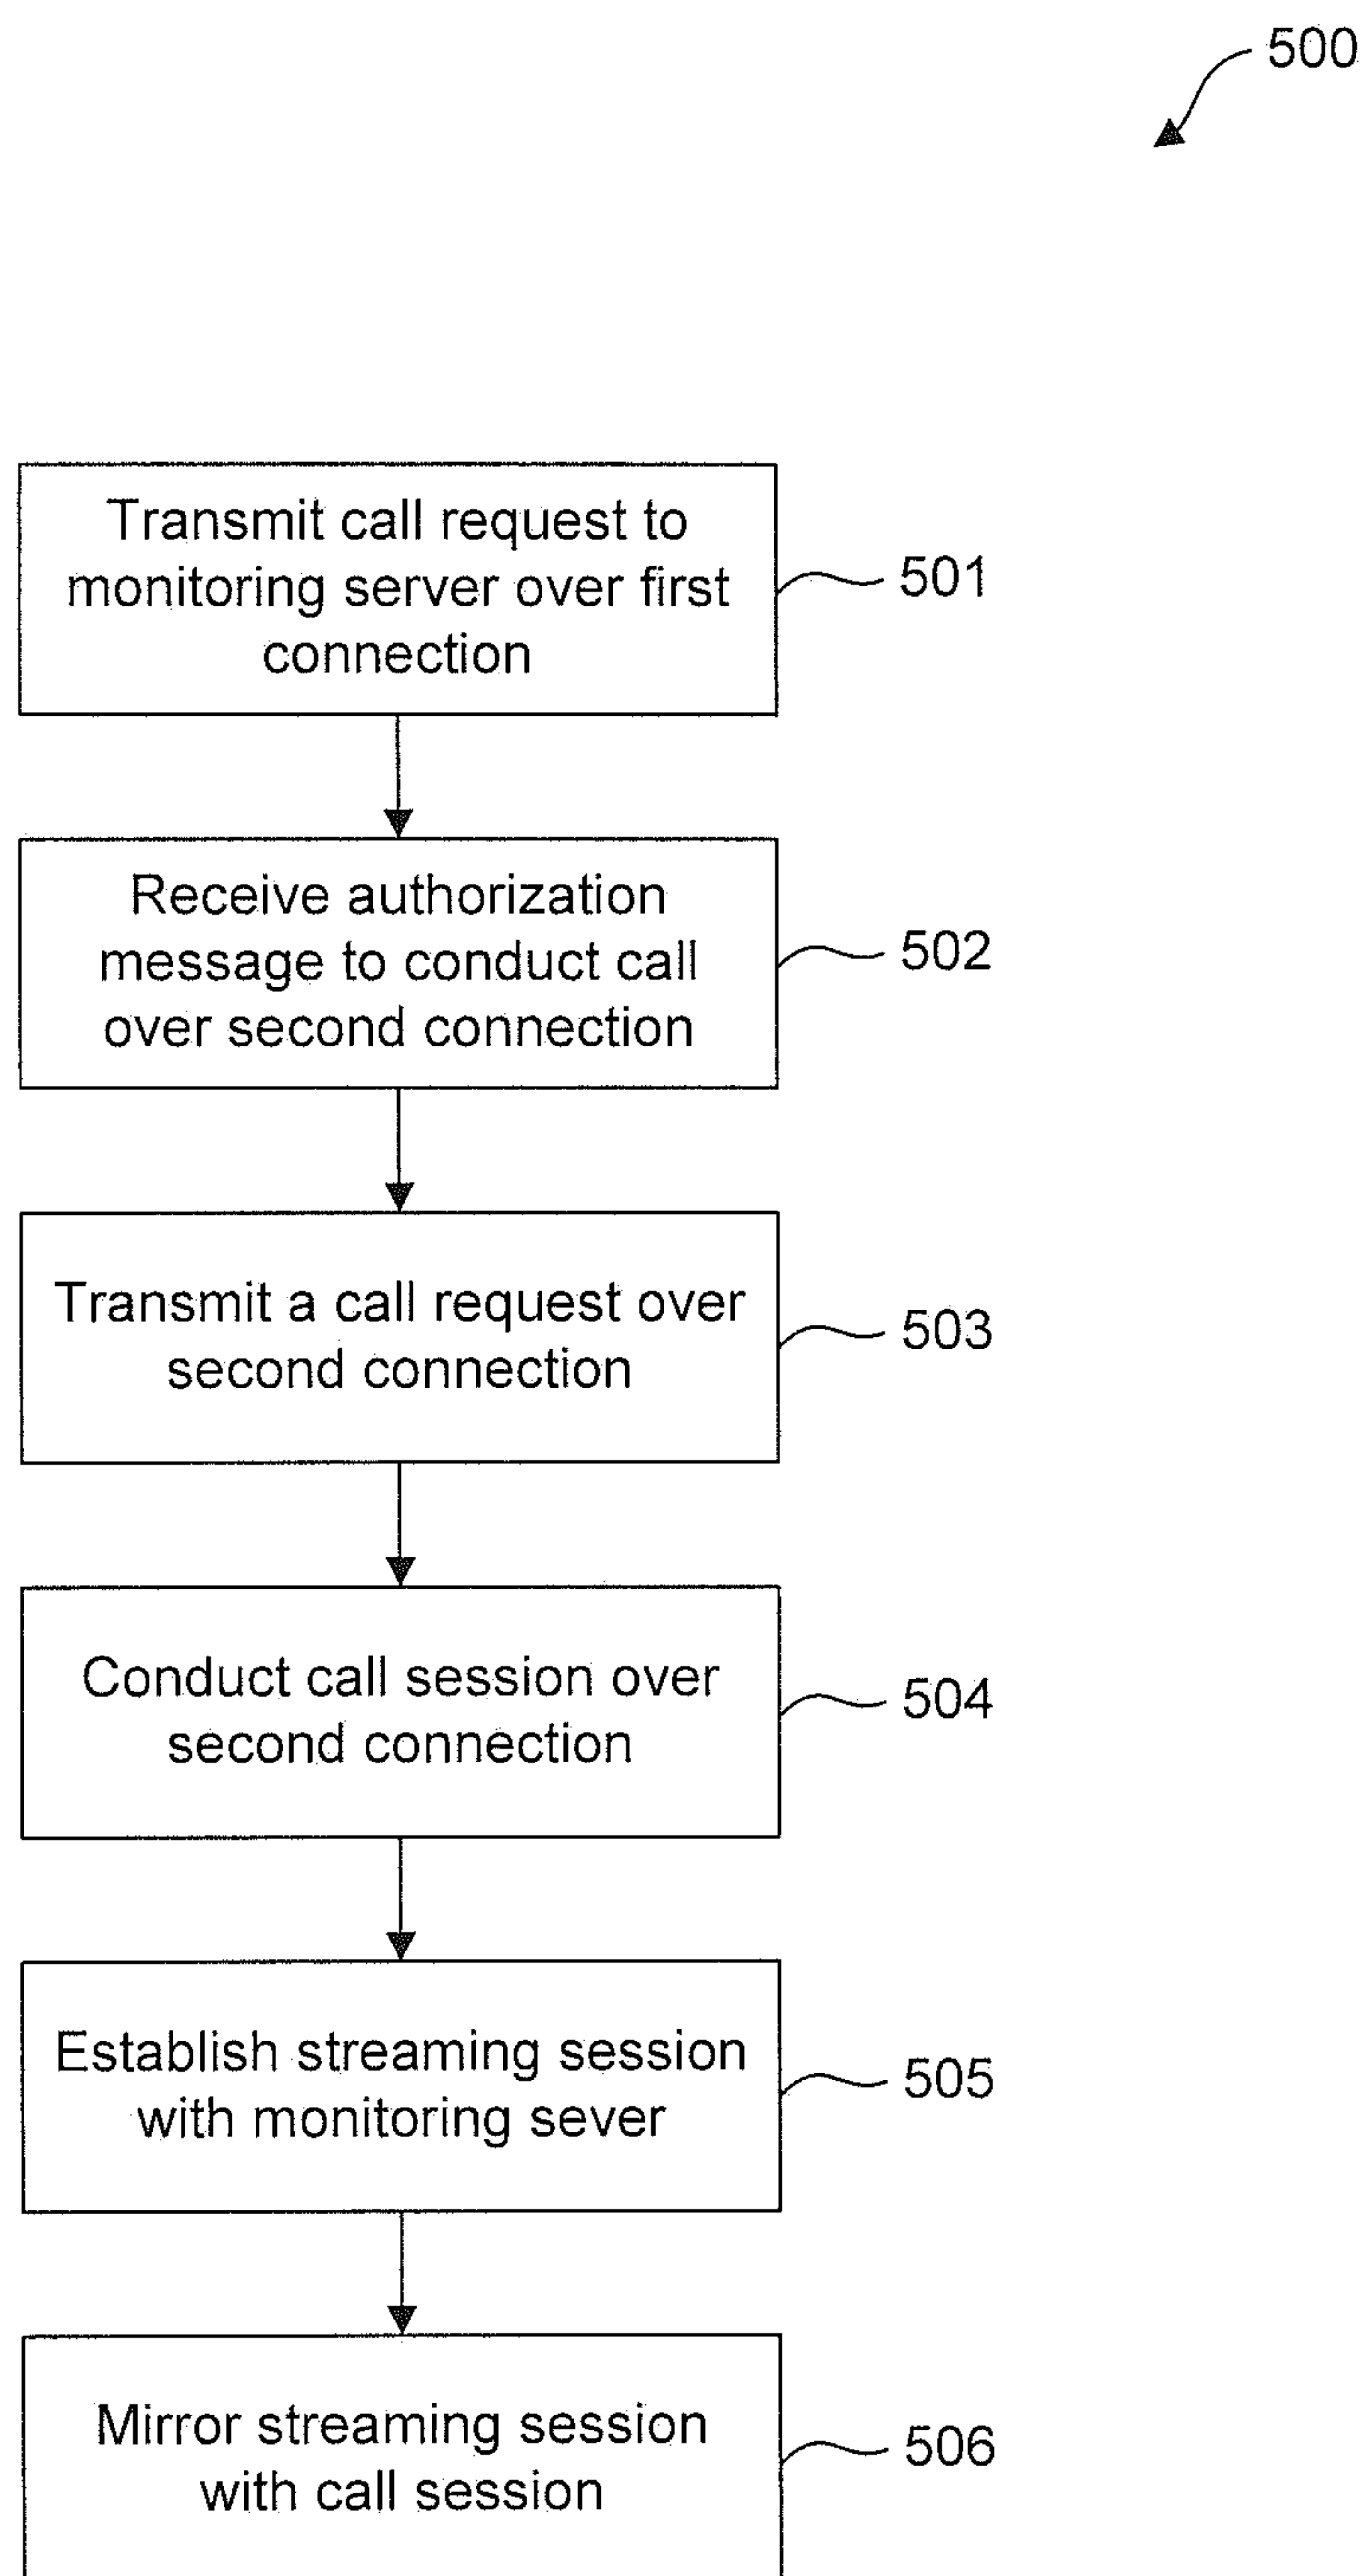 500
Transmit call request to
monitoring server over first
connection
501
Receive authorization
message to conduct call
over second connection
502
Transmit a call request over
second connection
503
Conduct call session over
second connection
504
Establish streaming session
with monitoring sever
505
Mirror streaming session
with call session
506